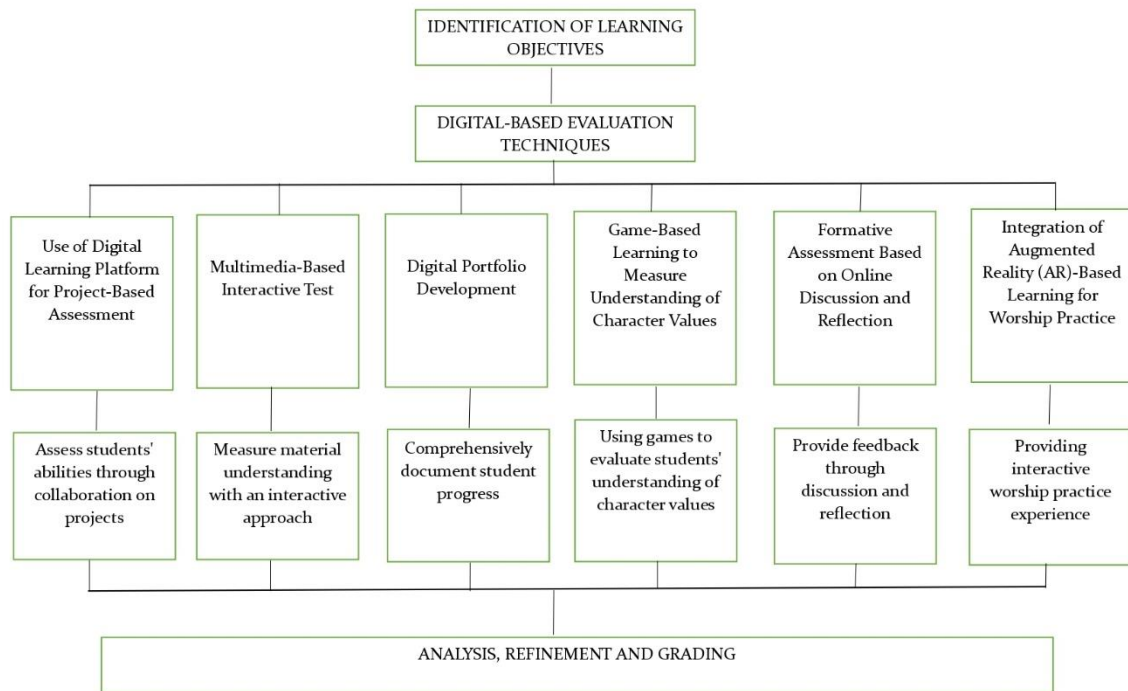 IDENTIFICATION OF LEARNING
OBJECTIVES
DIGITAL-BASED EVALUATION
TECHNIQUES
Use of Digital
Learning Platform
for Project-Based
Assessment
Multimedia-Based
Interactive Test
Digital Portfolio
Development
Game-Based
Learning to
Measure
Understanding of
Character Values
Formative
Assessment Based
on Online
Discussion and
Reflection
Integration of
Augmented
Reality (AR)-Based
Learning for
Worship Practice
Assess students'
abilities through
collaboration on
projects
Measure material
understanding
with an interactive
approach
Comprehensively
document student
progress
Using games to
evaluate students'
understanding of
character values
Provide feedback
through
discussion and
reflection
Providing
interactive
worship practice
experience
ANALYSIS, REFINEMENT AND GRADING